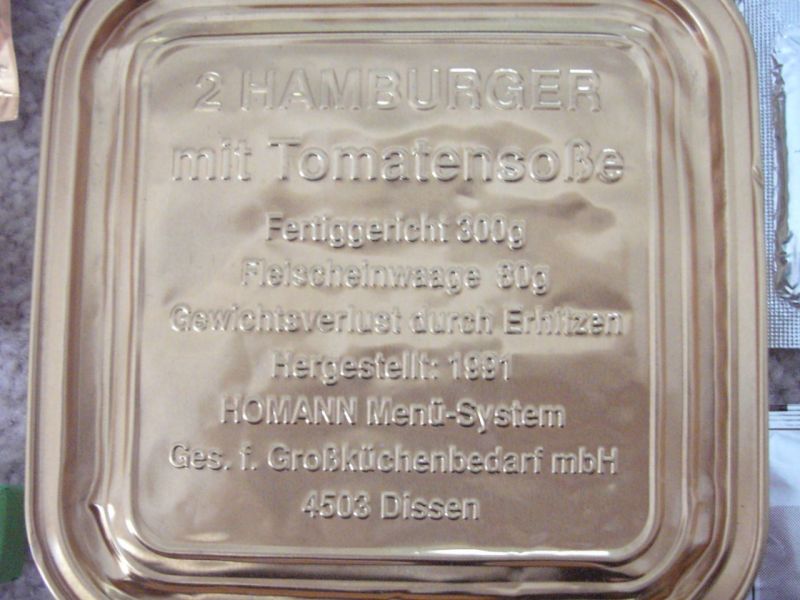 2 HAMBURGER
mit Tomatensoße
Fertiggericht 300g
Fleischeinwaage 80g
Gewichtsverlust durch Erhitzen
Hergestellt: 1991
HOMANN Menü-System
Ges. f. Großküchenbedarf mbH
4503 Dissen